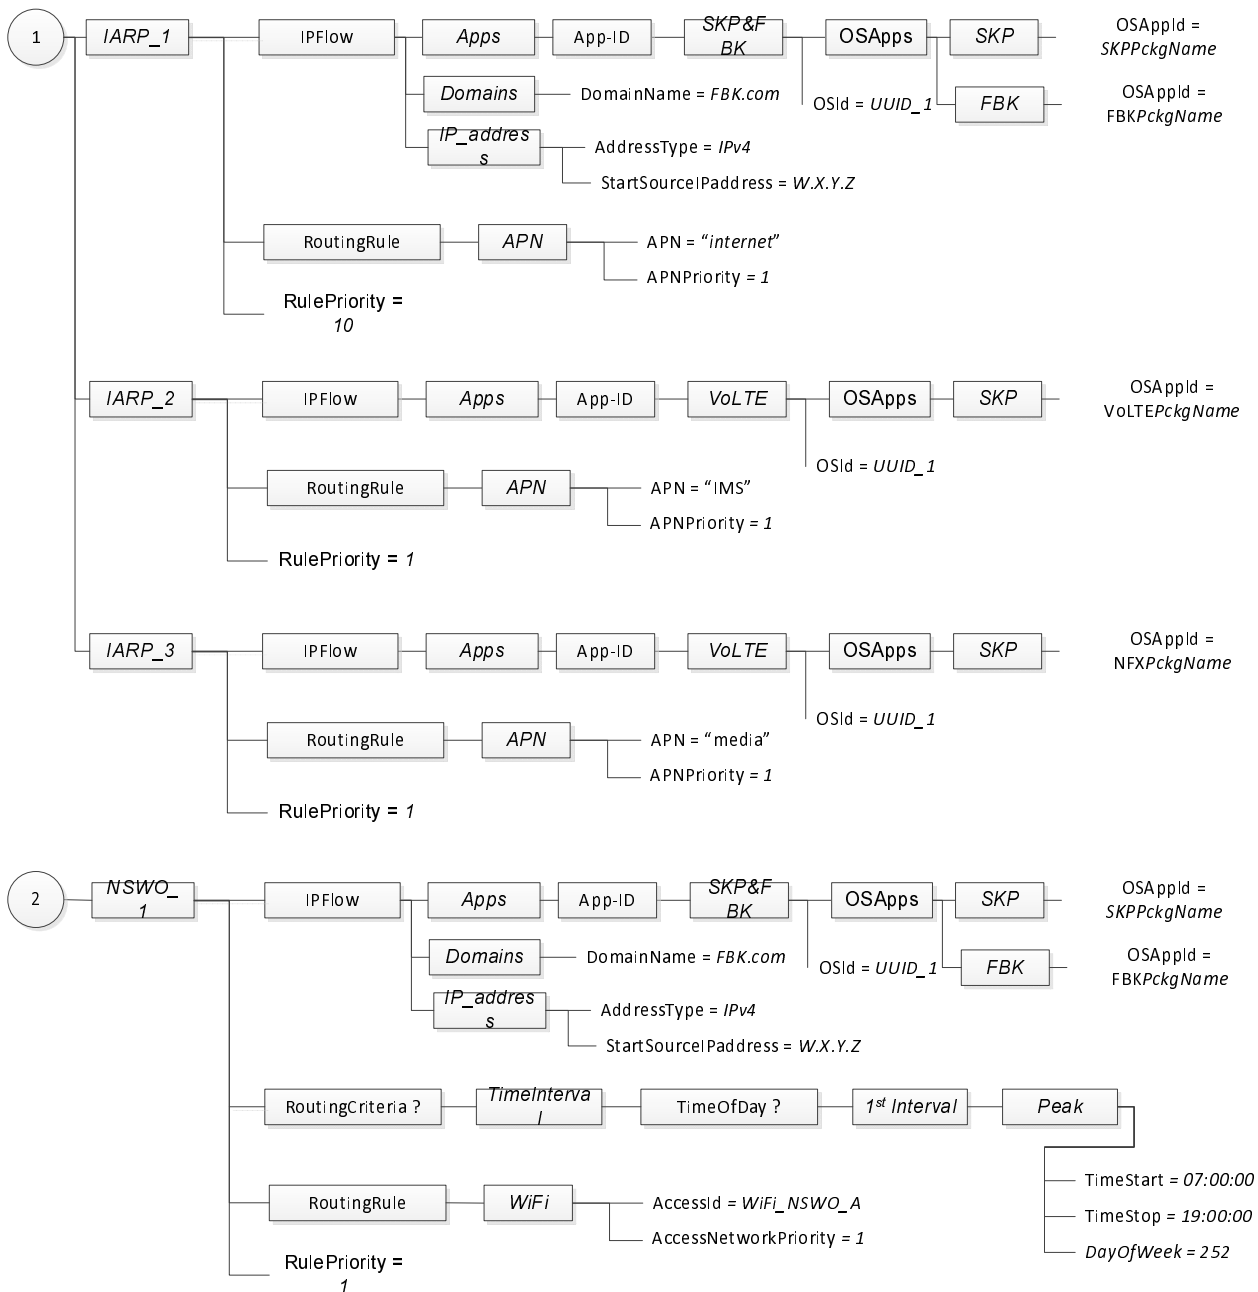 1
IARP_1
IPFlow
Apps
App-ID
SKP&F
BK
OSApps
SKP
OSAppId =
SKPPckgName
Domains
DomainName = FBK.com
OSId = UUID_1
FBK
OSAppId =
FBKPckgName
IP_addres
s
AddressType = IPv4
StartSourceIPaddress = W.X.Y.Z
RoutingRule
APN
APN = “internet”
APNPriority = 1
RulePriority =
10
IARP_2
IPFlow
Apps
App-ID
VoLTE
OSApps
SKP
OSAppId =
VoLTEPckgName
OSId = UUID_1
RoutingRule
APN
APN = “IMS”
APNPriority = 1
RulePriority = 1
IARP_3
IPFlow
Apps
App-ID
VoLTE
OSApps
SKP
OSAppId =
NFXPckgName
OSId = UUID_1
RoutingRule
APN
APN = “media”
APNPriority = 1
RulePriority = 1
2
NSWO_
1
IPFlow
Apps
App-ID
SKP&F
BK
OSApps
SKP
OSAppId =
SKPPckgName
Domains
DomainName = FBK.com
OSId = UUID_1
FBK
OSAppId =
FBKPckgName
IP_addres
s
AddressType = IPv4
StartSourceIPaddress = W.X.Y.Z
RoutingCriteria ?
TimeInterva
l
TimeOfDay ?
1st Interval
Peak
TimeStart = 07:00:00
TimeStop = 19:00:00
DayOfWeek = 252
RoutingRule
WiFi
AccessId = WiFi_NSWO_A
AccessNetworkPriority = 1
RulePriority =
1